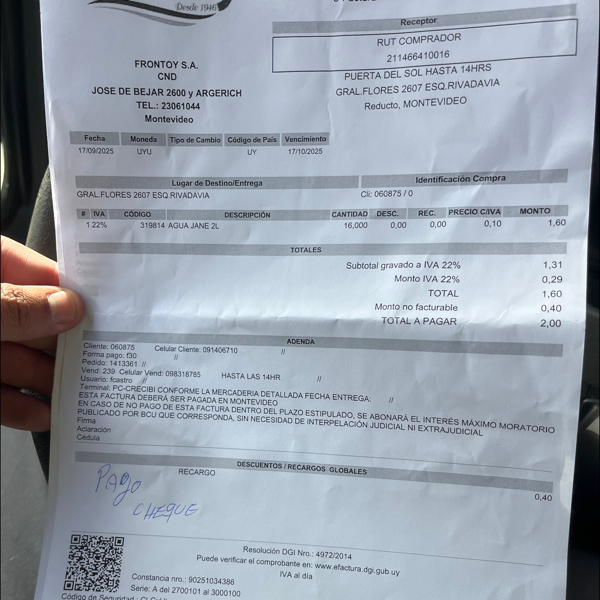 Desde 1946
Receptor
RUT COMPRADOR
211466410016
PUERTA DEL SOL HASTA 14HRS
GRAL.FLORES 2607 ESQ.RIVADAVIA
Reducto, MONTEVIDEO
FRONTOY S.A.
CND
JOSE DE BEJAR 2600 y ARGERICH
TEL.: 23061044
Montevideo
Fecha Moneda Tipo de Cambio Código de País Vencimiento
17/09/2025 UYU UY 17/10/2025
Lugar de Destino/Entrega Identificación Compra
GRAL.FLORES 2607 ESQ.RIVADAVIA Cli: 060875 / 0
# IVA CÓDIGO DESCRIPCIÓN CANTIDAD DESC. REC. PRECIO C/IVA MONTO
1 22% 319814 AGUA JANE 2L 16,000 0,00 0,00 0,10 1,60
TOTALES
Subtotal gravado a IVA 22% 1,31
Monto IVA 22% 0,29
TOTAL 1,60
Monto no facturable 0,40
TOTAL A PAGAR 2,00
ADENDA
Cliente: 060875 Celular Cliente: 091406710 //
Forma pago: f30 //
Pedido: 1413361 //
Vend: 239 Celular Vend: 098318785 HASTA LAS 14HR //
Usuario: fcastro //
Terminal: PC-CRECIBI CONFORME LA MERCADERIA DETALLADA FECHA ENTREGA: //
ESTA FACTURA DEBERÁ SER PAGADA EN MONTEVIDEO
EN CASO DE NO PAGO DE ESTA FACTURA DENTRO DEL PLAZO ESTIPULADO, SE ABONARÁ EL INTERÉS MÁXIMO MORATORIO
PUBLICADO POR BCU QUE CORRESPONDA, SIN NECESIDAD DE INTERPELACIÓN JUDICIAL NI EXTRAJUDICIAL
Firma
Aclaración
Cédula
DESCUENTOS / RECARGOS GLOBALES
RECARGO 0,40
PAgo
CHEQUE
Resolución DGI Nro.: 4972/2014
Puede verificar el comprobante en: www.efactura.dgi.gub.uy
IVA al día
Constancia nro.: 90251034386
Serie: A del 2700101 al 3000100
Código de Seguridad: